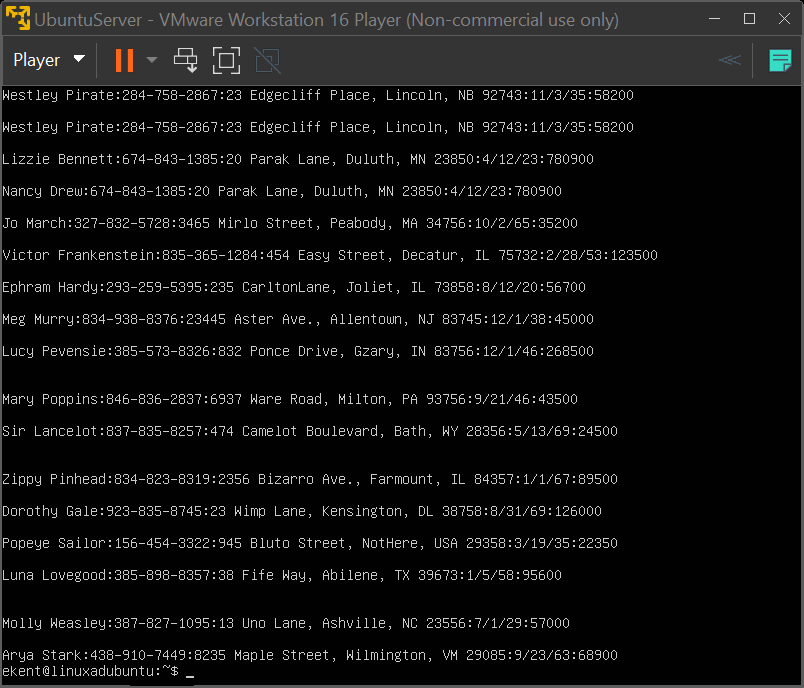 UbuntuServer - VMware Workstation 16 Player (Non-commercial use only)
Player
Westley Pirate:284-758-2867:23 Edgecliff Place, Lincoln, NB 92743:11/3/35:58200
Westley Pirate:284-758-2867:23 Edgecliff Place, Lincoln, NB 92743:11/3/35:58200
Lizzie Bennett:674-843-1385:20 Parak Lane, Duluth, MN 23850:4/12/23:780900
Nancy Drew:674-843-1385:20 Parak Lane, Duluth, MN 23850:4/12/23:780900
Jo March:327-832-5728:3465 Mirlo Street, Peabody, MA 34756:10/2/65:35200
Victor Frankenstein:835-365-1284:454 Easy Street, Decatur, IL 75732:2/28/53:123500
Ephram Hardy:293-259-5395:235 CarltonLane, Joliet, IL 73858:8/12/20:56700
Meg Murry:834-938-8376:23445 Aster Ave., Allentown, NJ 83745:12/1/38:45000
Lucy Pevensie:385-573-8326:832 Ponce Drive, Gzary, IN 83756:12/1/46:268500
Mary Poppins:846-836-2837:6937 Ware Road, Milton, PA 93756:9/21/46:43500
Sir Lancelot:837-835-8257:474 Camelot Boulevard, Bath, WY 28356:5/13/69:24500
Zippy Pinhead:834-823-8319:2356 Bizarro Ave., Farmount, IL 84357:1/1/67:89500
Dorothy Gale:923-835-8745:23 Wimp Lane, Kensington, DL 38758:8/31/69:126000
Popeye Sailor:156-454-3322:945 Bluto Street, NotHere, USA 29358:3/19/35:22350
Luna Lovegood:385-898-8357:38 Fife Way, Abilene, TX 39673:1/5/58:95600
Molly Weasley:387-827-1095:13 Uno Lane, Ashville, NC 23556:7/1/29:57000
Arya Stark:438-910-7449:8235 Maple Street, Wilmington, VM 29085:9/23/63:68900
ekent@linuxadubuntu:~$ _